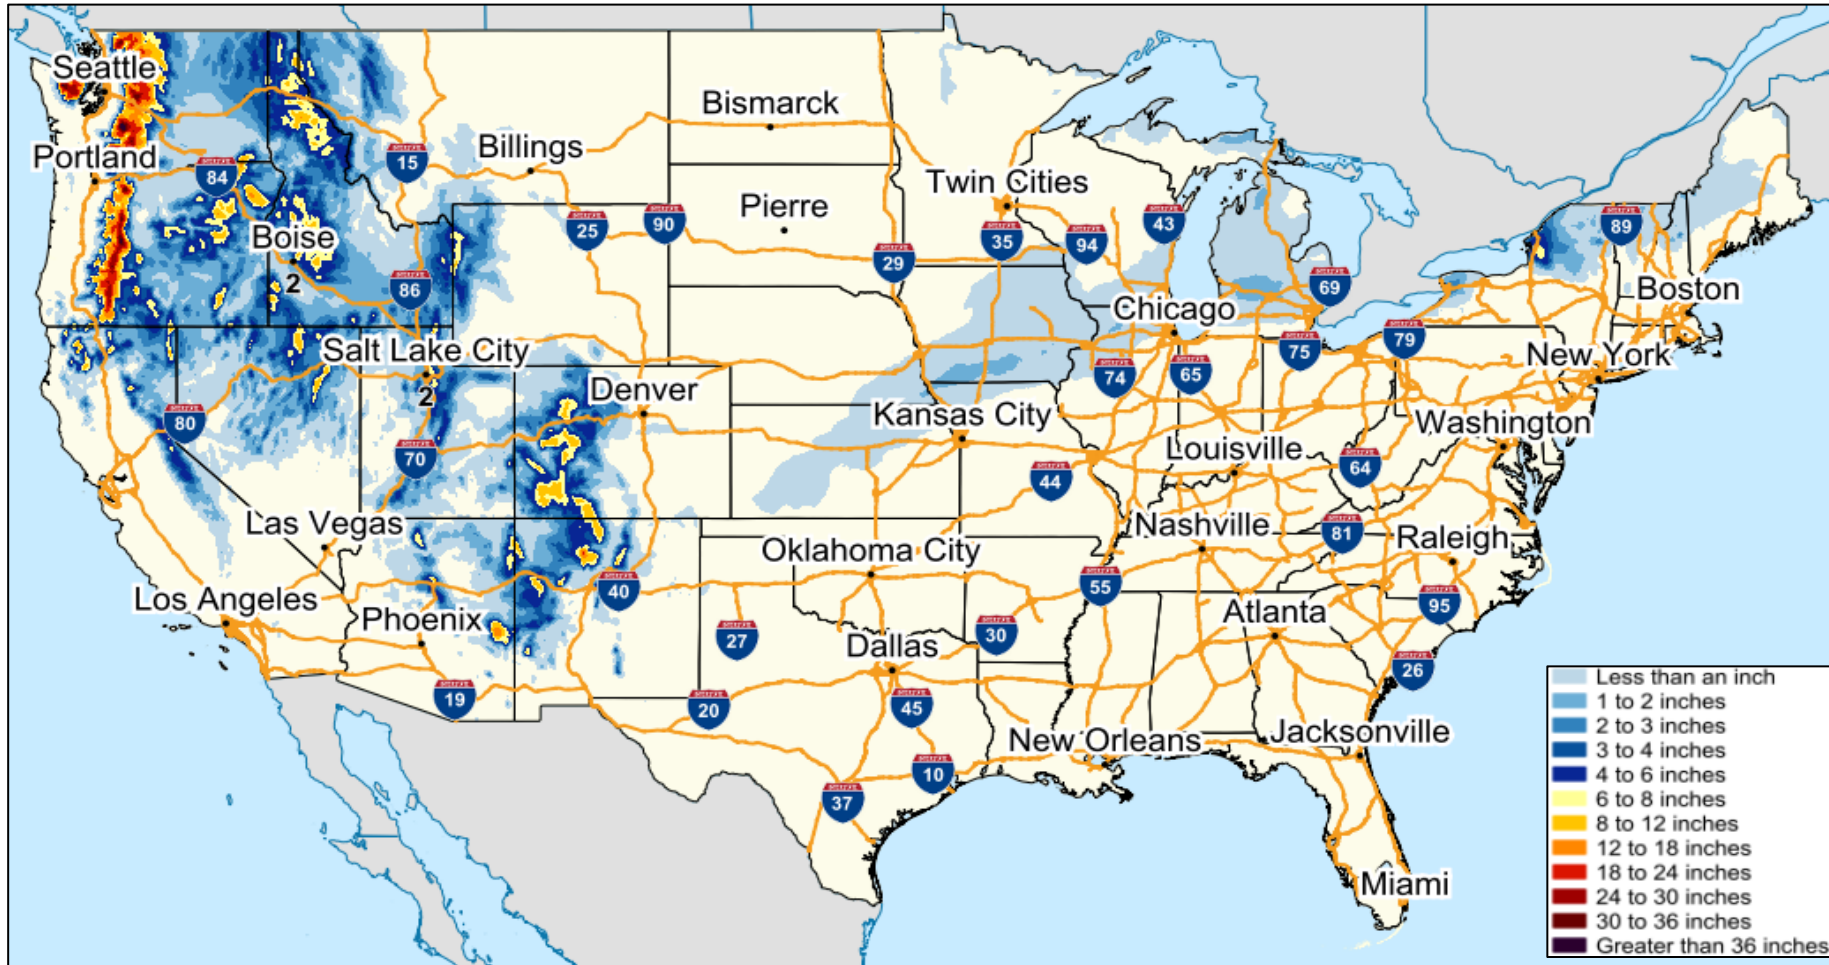 Seattle
Bismarck
Portland
15
Billings
84
Twin Cities
Pierre
Boise
25
90
35
94
43
89
29
2
86
69
Boston
Chicago
Salt Lake City
75
79
New York
74
65
Denver
2
80
Kansas City
Washington
70
Louisville
64
44
Las Vegas
Nashville
81
Raleigh
Oklahoma City
40
55
Los Angeles
Phoenix
95
Atlanta
27
30
Dallas
26
19
20
45
Jacksonville
New Orleans
10
37
Miami
Less than an inch
1 to 2 inches
2 to 3 inches
3 to 4 inches
4 to 6 inches
6 to 8 inches
8 to 12 inches
12 to 18 inches
18 to 24 inches
24 to 30 inches
30 to 36 inches
Greater than 36 inches